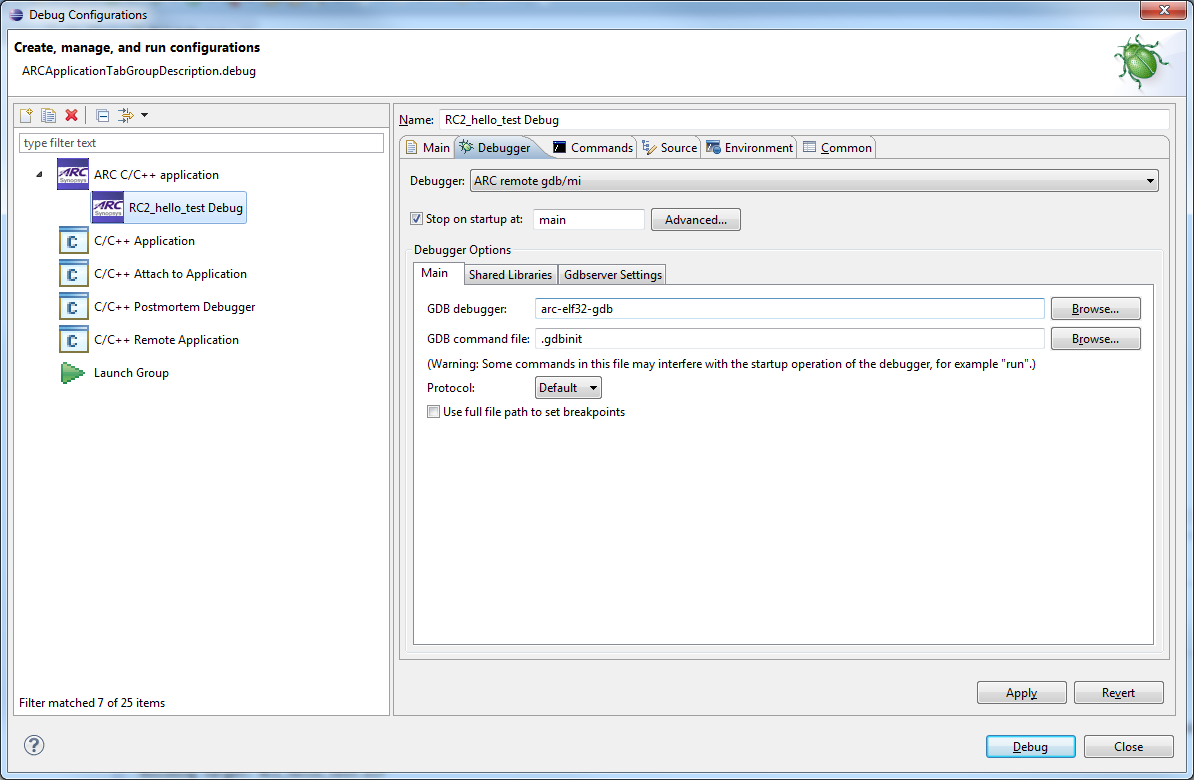 Debug Configurations
Create, manage, and run configurations
ARCApplicationTabGroupDescription.debug
type filter text
ARC Synopsys ARC C/C++ application
ARC Synopsys RC2_hello_test Debug
C C/C++ Application
C C/C++ Attach to Application
C C/C++ Postmortem Debugger
C C/C++ Remote Application
Launch Group
Filter matched 7 of 25 items
Name: RC2_hello_test Debug
Main Debugger Commands Source Environment Common
Debugger: ARC remote gdb/mi
Stop on startup at: main Advanced...
Debugger Options
Main Shared Libraries Gdbserver Settings
GDB debugger: arc-elf32-gdb Browse...
GDB command file: .gdbinit Browse...
(Warning: Some commands in this file may interfere with the startup operation of the debugger, for example "run".)
Protocol: Default
Use full file path to set breakpoints
Apply Revert
? Debug Close